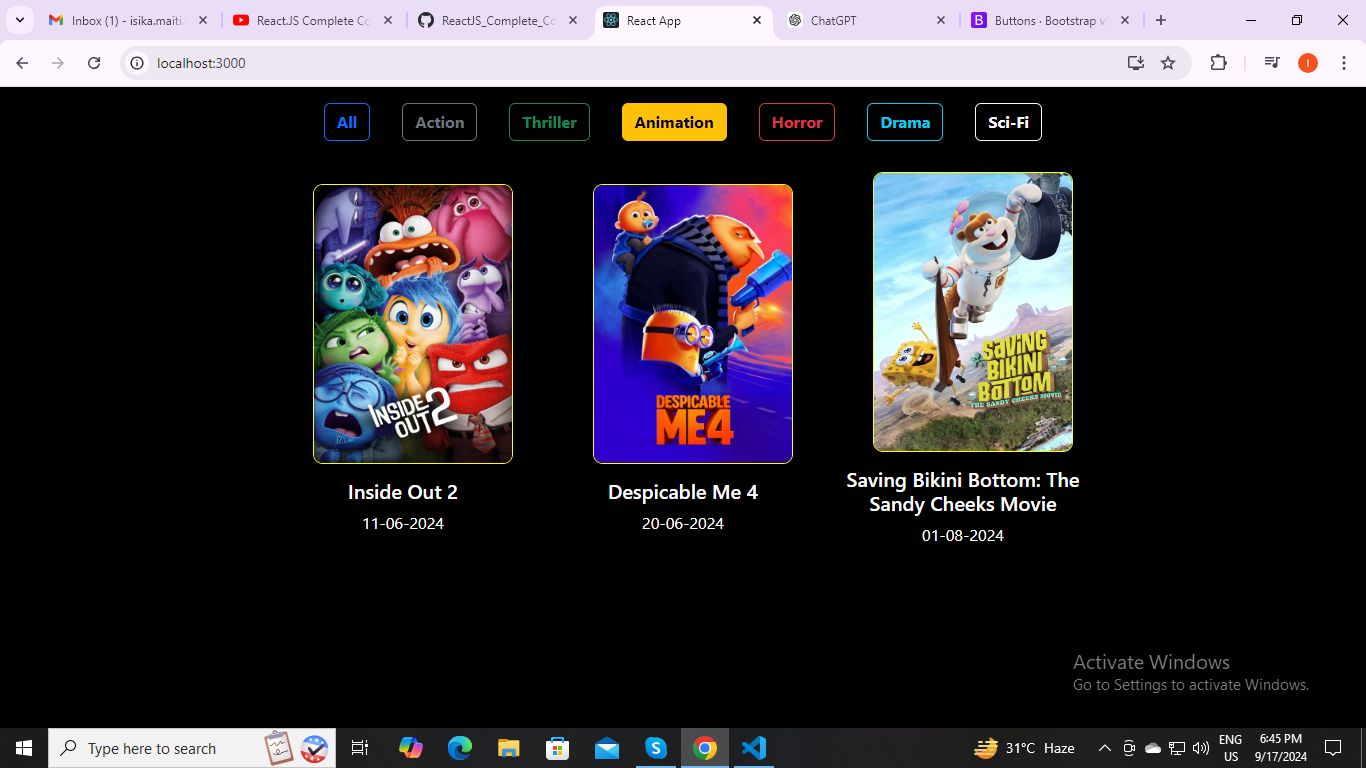 Inbox (1) - isika.maiti.
ReactJS Complete Co
ReactJS_Complete_Co
React App
ChatGPT
Buttons · Bootstrap v
localhost:3000
I
All
Action
Thriller
Animation
Horror
Drama
Sci-Fi
INSIDE
OUT 2
DESPICABLE
ME4
SAVING
BIKINI
BOTTOM
THE SANDY CHEEKS MOVIE
Inside Out 2
11-06-2024
Despicable Me 4
20-06-2024
Saving Bikini Bottom: The
Sandy Cheeks Movie
01-08-2024
Activate Windows
Go to Settings to activate Windows.
Type here to search
31°C Haze
ENG
US
6:45 PM
9/17/2024